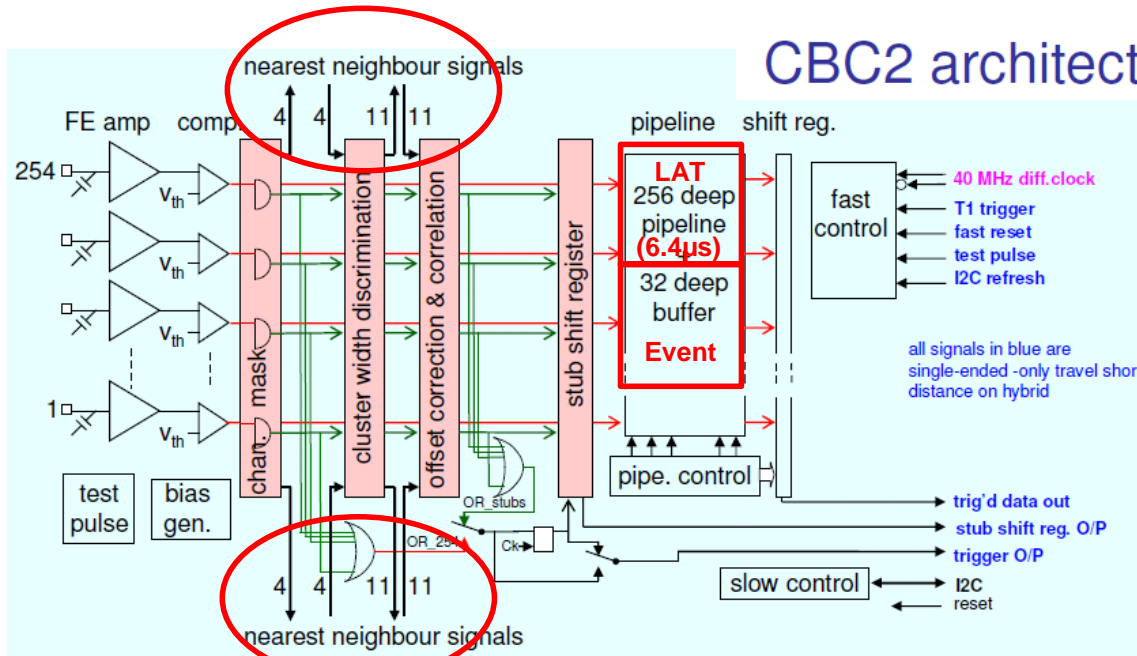 CBC2 architect
nearest neighbour signals
4 4 11 11
FE amp comp. pipeline shift reg.
254
Vth
Vth
Vth
1
Vth
chan. mask
cluster width discrimination
offset correction & correlation
stub shift register
LAT
256 deep
pipeline
(6.4µs)
+
32 deep
buffer
Event
pipe. control
fast
control
40 MHz diff.clock
T1 trigger
fast reset
test pulse
I2C refresh
all signals in blue are
single-ended -only travel shor
distance on hybrid
test
pulse
bias
gen.
OR_stubs
OR_254
Ck
trig'd data out
stub shift reg. O/P
trigger O/P
slow control
I2C
reset
4 4 11 11
nearest neighbour signals